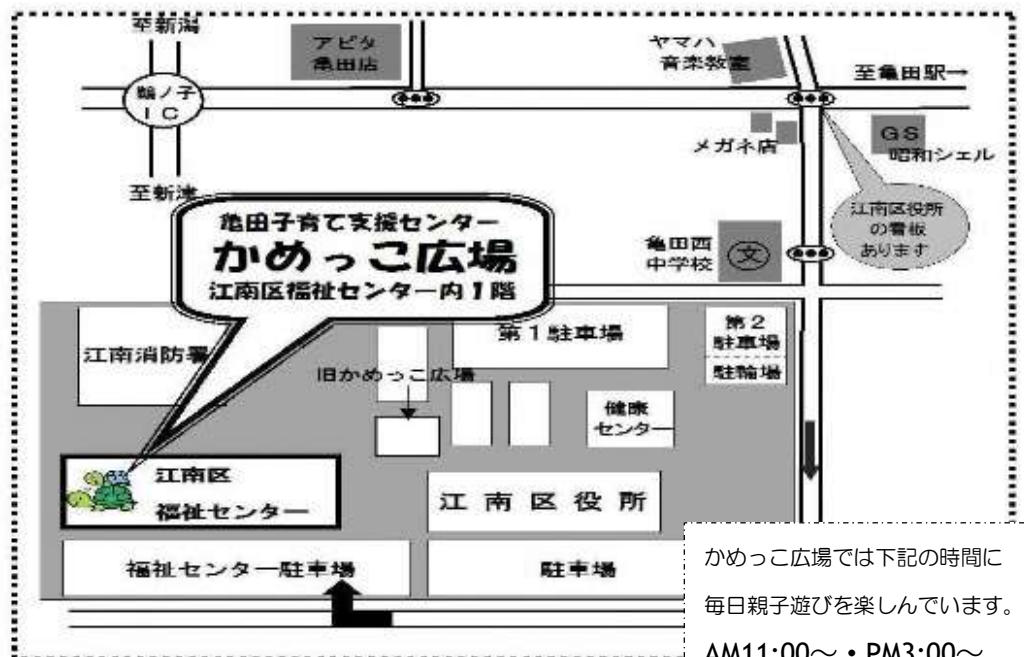 至新潟
アピタ
亀田店
ヤマハ
音楽教室
至亀田駅→
鵜ノ子
IC
メガネ店
GS
昭和シェル
至新津
江南区役所
の看板
あります
亀田子育て支援センター
かめっこ広場
江南区福祉センター内1階
亀田西
中学校
文
江南消防署
第1駐車場
第2
駐車場
駐輪場
旧かめっこ広場
健康
センター
江南区
福祉センター
江南区役所
福祉センター駐車場
駐車場
かめっこ広場では下記の時間に
毎日親子遊びを楽しんでいます。
AM11:00～・PM3:00～